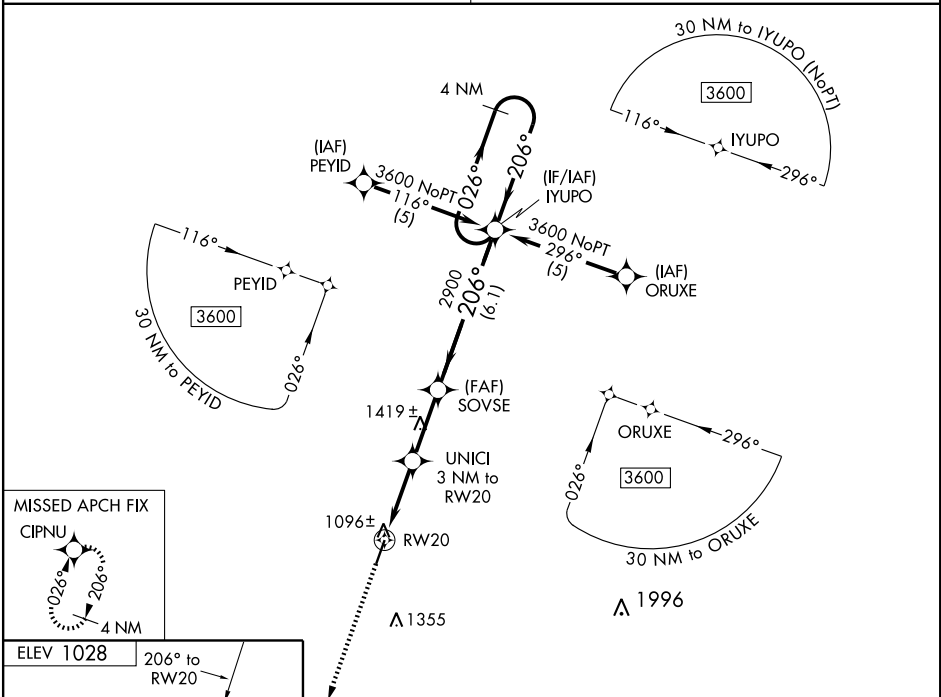 30 NM to IYUPO (NoPT)
3600
116°
IYUPO
296°
4 NM
206°
026°
(IAF)
PEYID
3600 NoPT
116°
(5)
(IF/IAF)
IYUPO
3600 NoPT
296°
(5)
(IAF)
ORUXE
116°
PEYID
3600
026°
30 NM to PEYID
2900
206°
(6.1)
(FAF)
SOVSE
1419±
UNICI
3 NM to
RW20
1096±
RW20
ORUXE
296°
026°
3600
30 NM to ORUXE
1996
1355
MISSED APCH FIX
CIPNU
026°
206°
4 NM
ELEV 1028
206° to
RW20